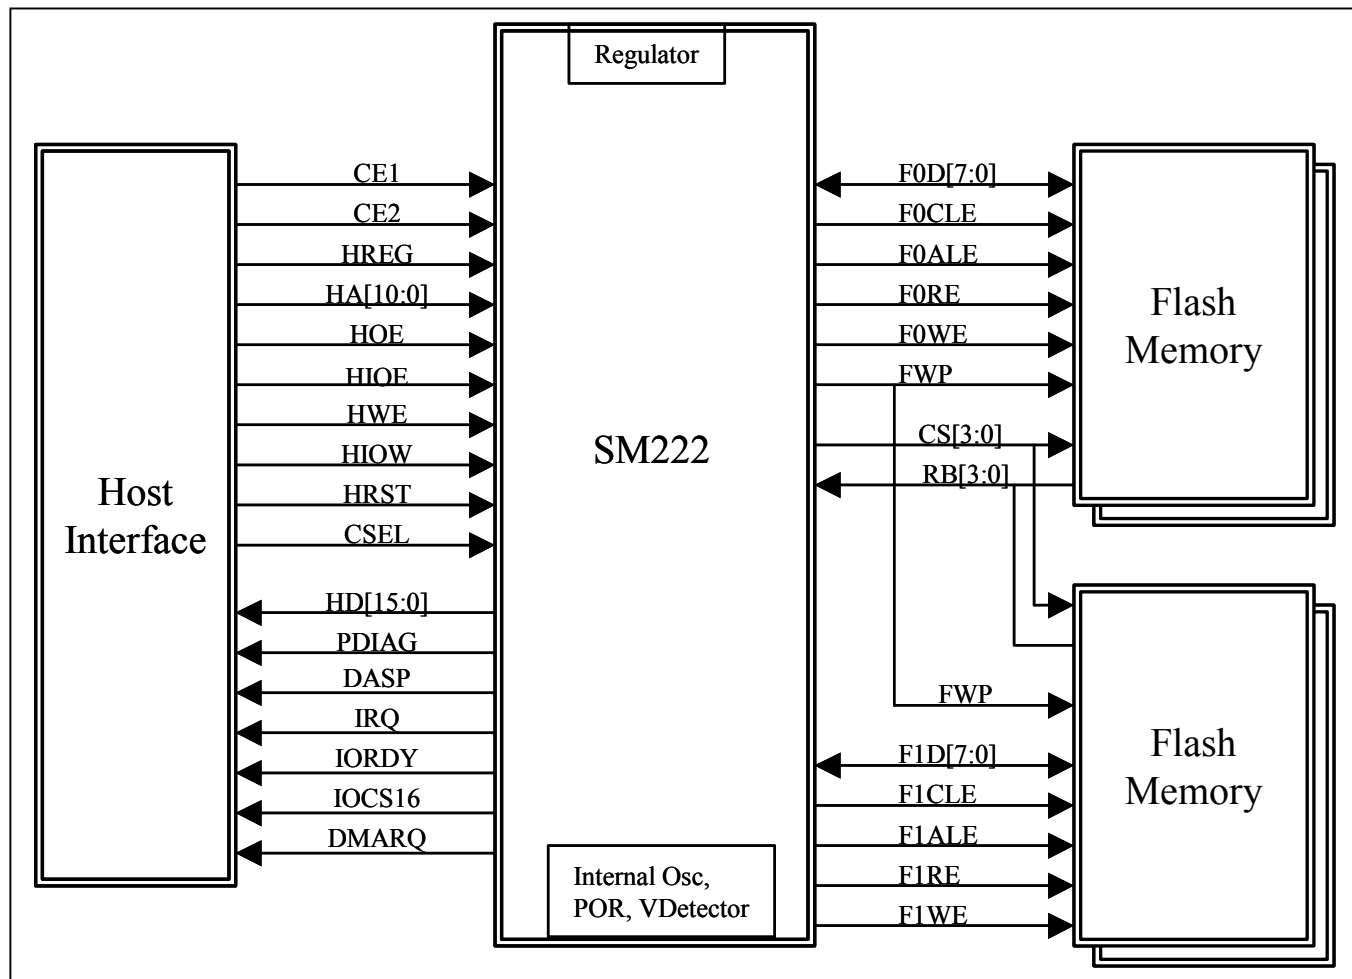 Regulator
CE1
CE2
HREG
HA[10:0]
HOE
HIOE
HWE
HIOW
HRST
CSEL
HD[15:0]
PDIAG
DASP
IRQ
IORDY
IOCS16
DMARQ
Host
Interface
SM222
Internal Osc,
POR, VDetector
F0D[7:0]
F0CLE
F0ALE
F0RE
F0WE
FWP
CS[3:0]
RB[3:0]
Flash
Memory
FWP
F1D[7:0]
F1CLE
F1ALE
F1RE
F1WE
Flash
Memory